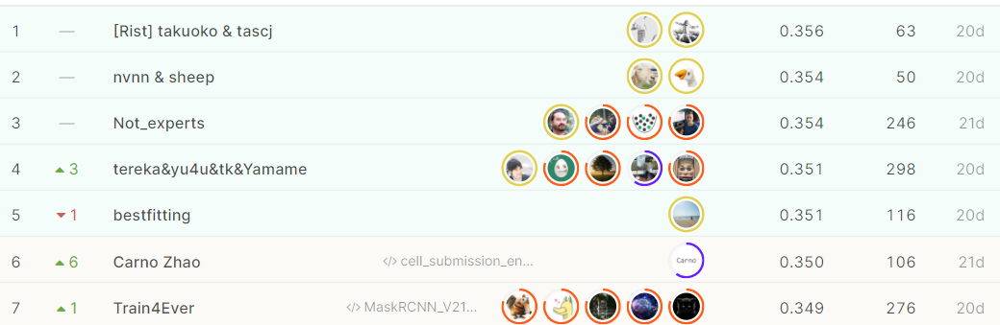 1 — [Rist] takuoko & tascj 0.356 63 20d
2 — nvnn & sheep 0.354 50 20d
3 — Not_experts 0.354 246 21d
4 3 tereka&yu4u&tk&Yamame 0.351 298 20d
5 1 bestfitting 0.351 116 20d
6 6 Carno Zhao </> cell_submission_en... Carno 0.350 106 21d
7 1 Train4Ever </> MaskRCNN_V21... 0.349 276 20d